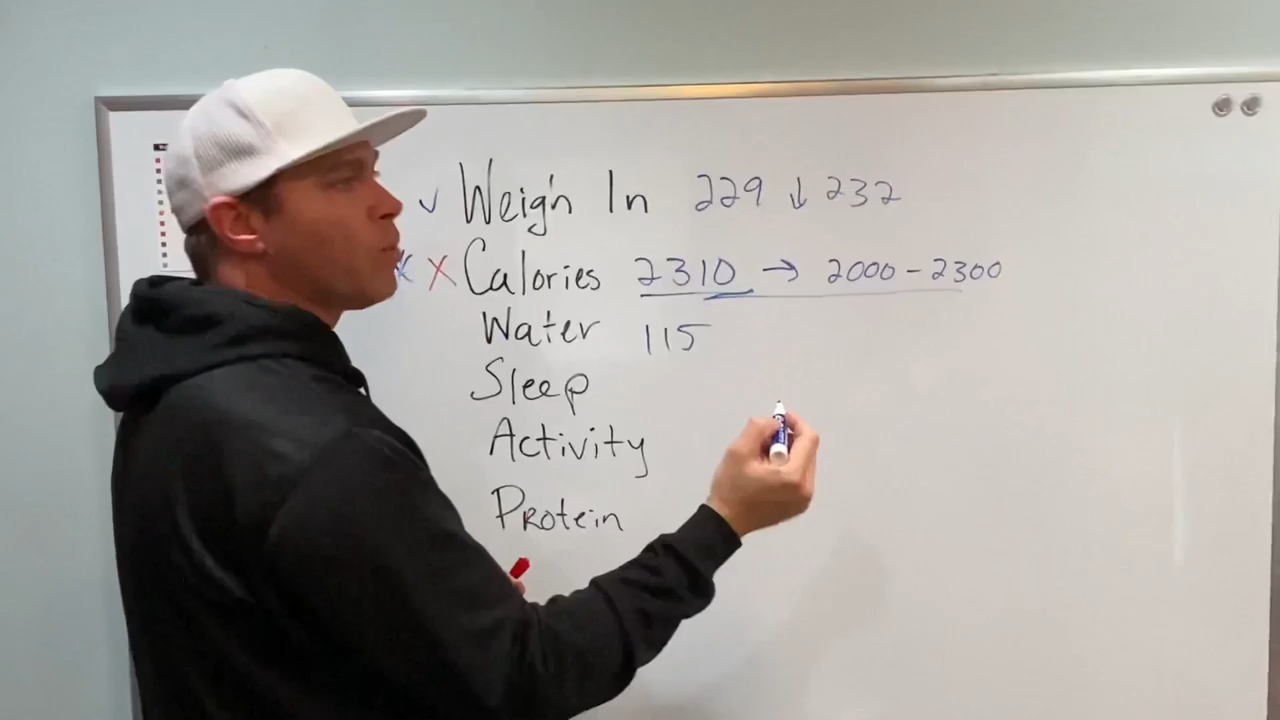 ✓ Weigh In 229 ↓ 232
X X Calories 2310 → 2000 - 2300
Water 115
Sleep
Activity
Protein